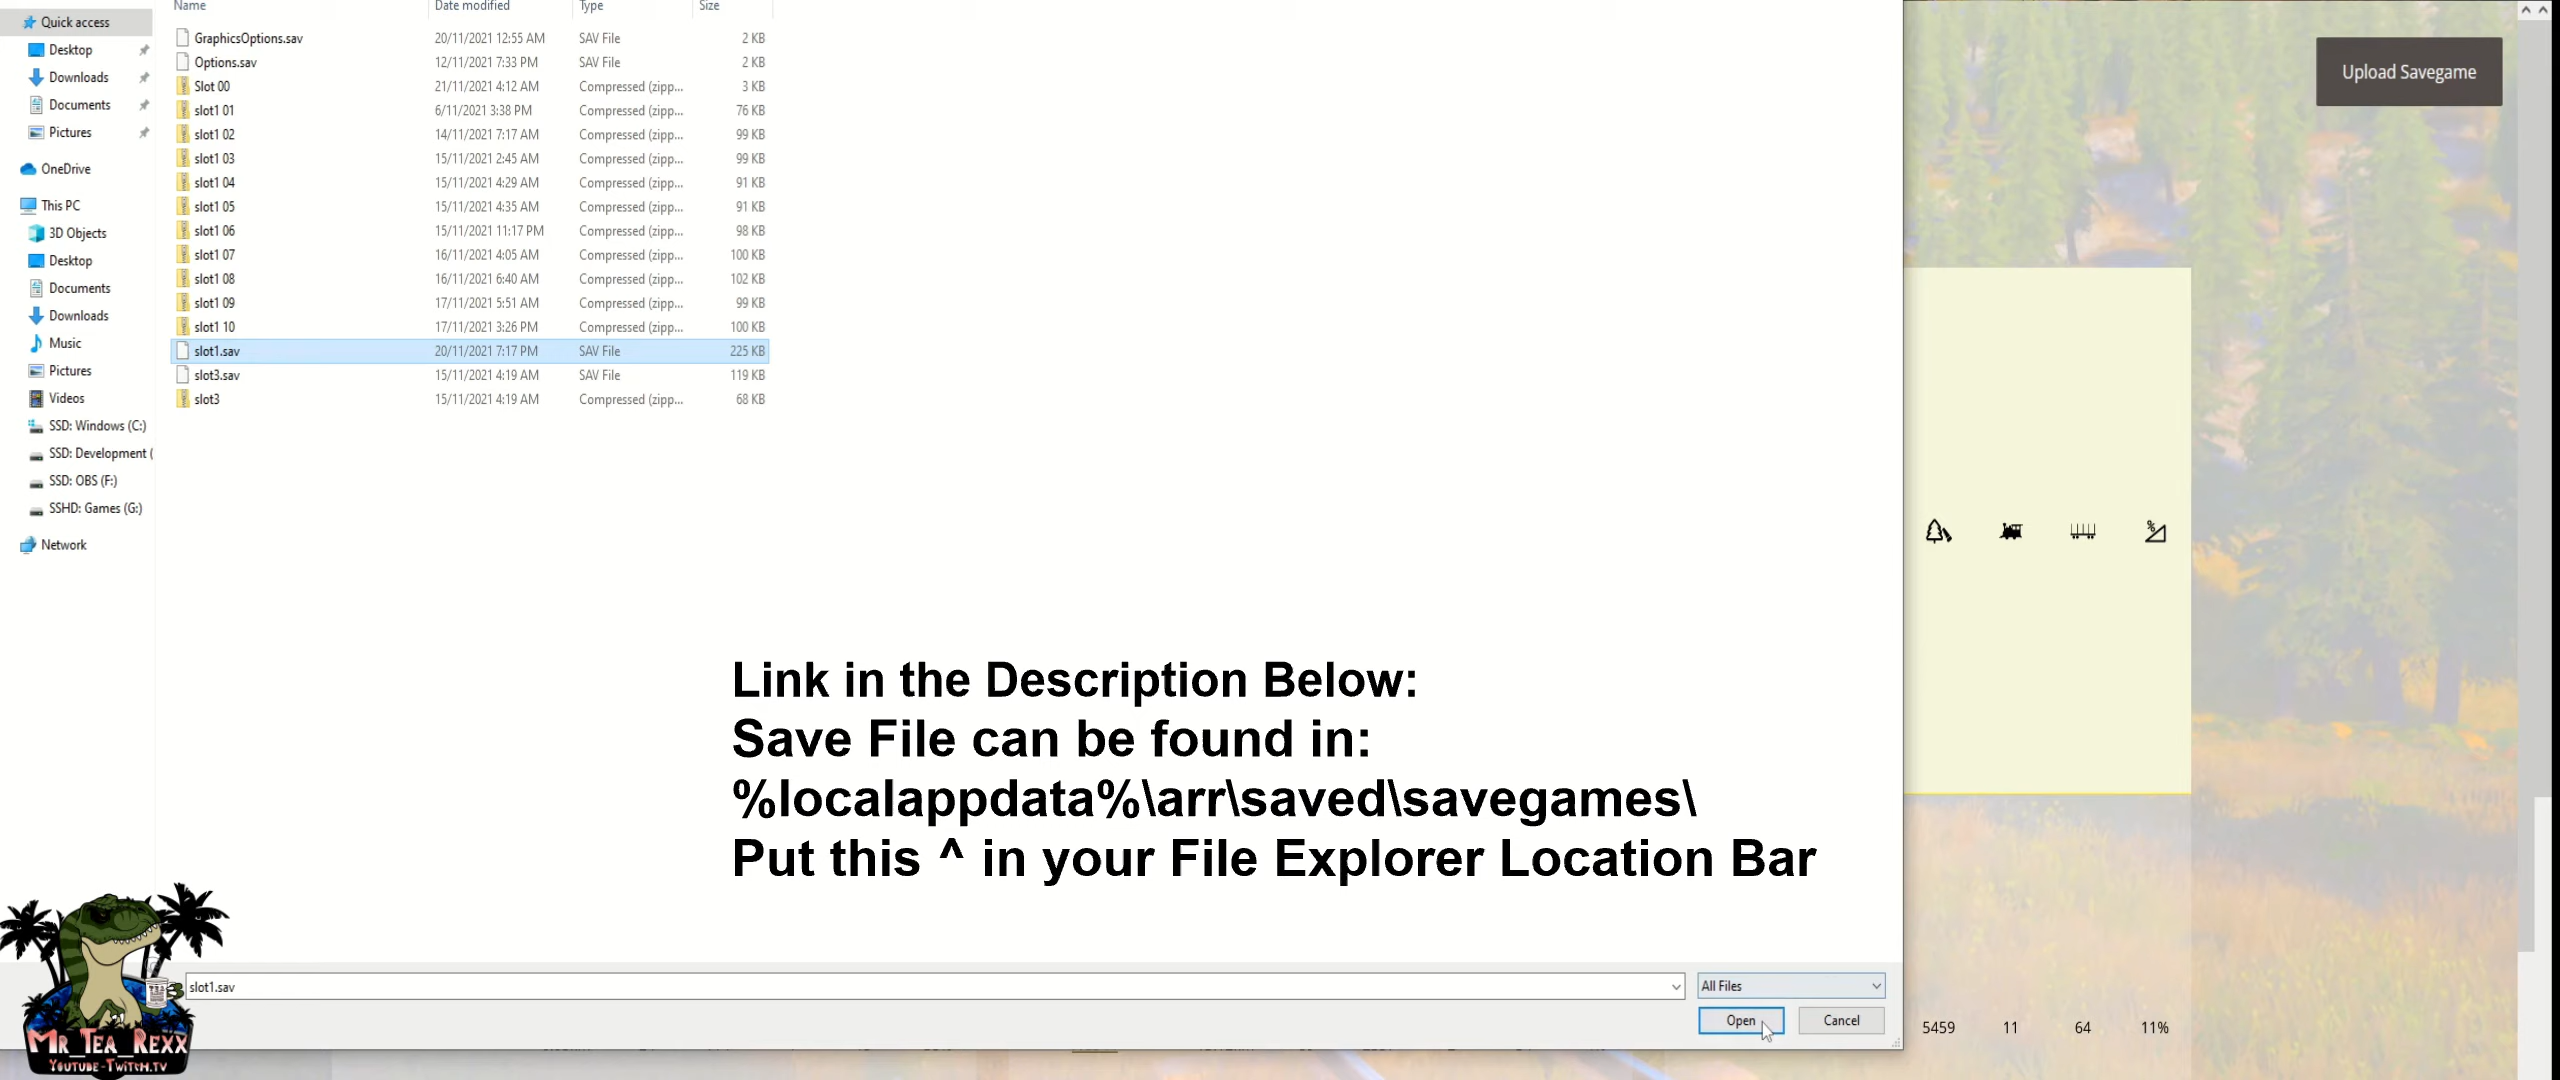 Name Date modified Type Size
Quick access
Desktop
Downloads
Documents
Pictures
OneDrive
This PC
3D Objects
Desktop
Documents
Downloads
Music
Pictures
Videos
SSD: Windows (C:)
SSD: Development (
SSD: OBS (F:)
SSHD: Games (G:)
Network
GraphicsOptions.sav 20/11/2021 12:55 AM SAV File 2 KB
Options.sav 12/11/2021 7:33 PM SAV File 2 KB
Slot 00 21/11/2021 4:12 AM Compressed (zipp... 3 KB
slot1 01 6/11/2021 3:38 PM Compressed (zipp... 76 KB
slot1 02 14/11/2021 7:17 AM Compressed (zipp... 99 KB
slot1 03 15/11/2021 2:45 AM Compressed (zipp... 99 KB
slot1 04 15/11/2021 4:29 AM Compressed (zipp... 91 KB
slot1 05 15/11/2021 4:35 AM Compressed (zipp... 91 KB
slot1 06 15/11/2021 11:17 PM Compressed (zipp... 98 KB
slot1 07 16/11/2021 4:05 AM Compressed (zipp... 100 KB
slot1 08 16/11/2021 6:40 AM Compressed (zipp... 102 KB
slot1 09 17/11/2021 5:51 AM Compressed (zipp... 99 KB
slot1 10 17/11/2021 3:26 PM Compressed (zipp... 100 KB
slot1.sav 20/11/2021 7:17 PM SAV File 225 KB
slot3.sav 15/11/2021 4:19 AM SAV File 119 KB
slot3 15/11/2021 4:19 AM Compressed (zipp... 68 KB
Upload Savegame
Link in the Description Below:
Save File can be found in:
%localappdata%\arr\saved\savegames\
Put this ^ in your File Explorer Location Bar
slot1.sav All Files
Open Cancel
5459 11 64 11%
Mr_Tea_Rexx
Youtube-Twitch.tv